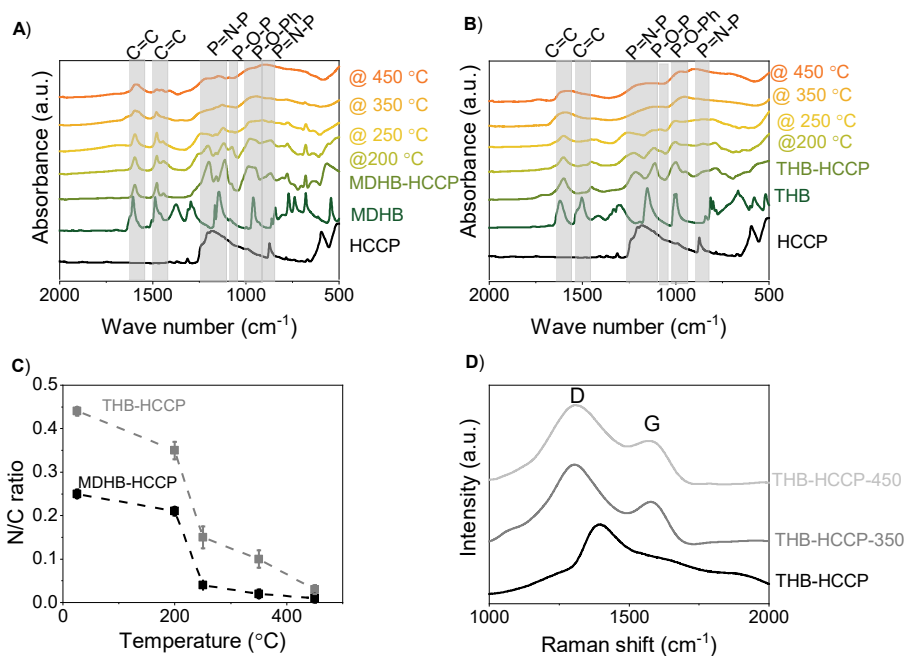 A)
C=C
C=C
P=N-P
P-O-P
P-O-Ph
P=N-P
Absorbance (a.u.)
@ 450 °C
@ 350 °C
@ 250 °C
@200 °C
MDHB-HCCP
MDHB
HCCP
2000 1500 1000 500
Wave number (cm⁻¹)
B)
C=C
C=C
P=N-P
P-O-P
P-O-Ph
P=N-P
Absorbance (a.u.)
@ 450 °C
@ 350 °C
@ 250 °C
@200 °C
THB-HCCP
THB
HCCP
2000 1500 1000 500
Wave number (cm⁻¹)
C)
N/C ratio
0.5
0.4
0.3
0.2
0.1
0.0
THB-HCCP
MDHB-HCCP
0 200 400
Temperature (°C)
D)
Intensity (a.u.)
D
G
THB-HCCP-450
THB-HCCP-350
THB-HCCP
1000 1500 2000
Raman shift (cm⁻¹)